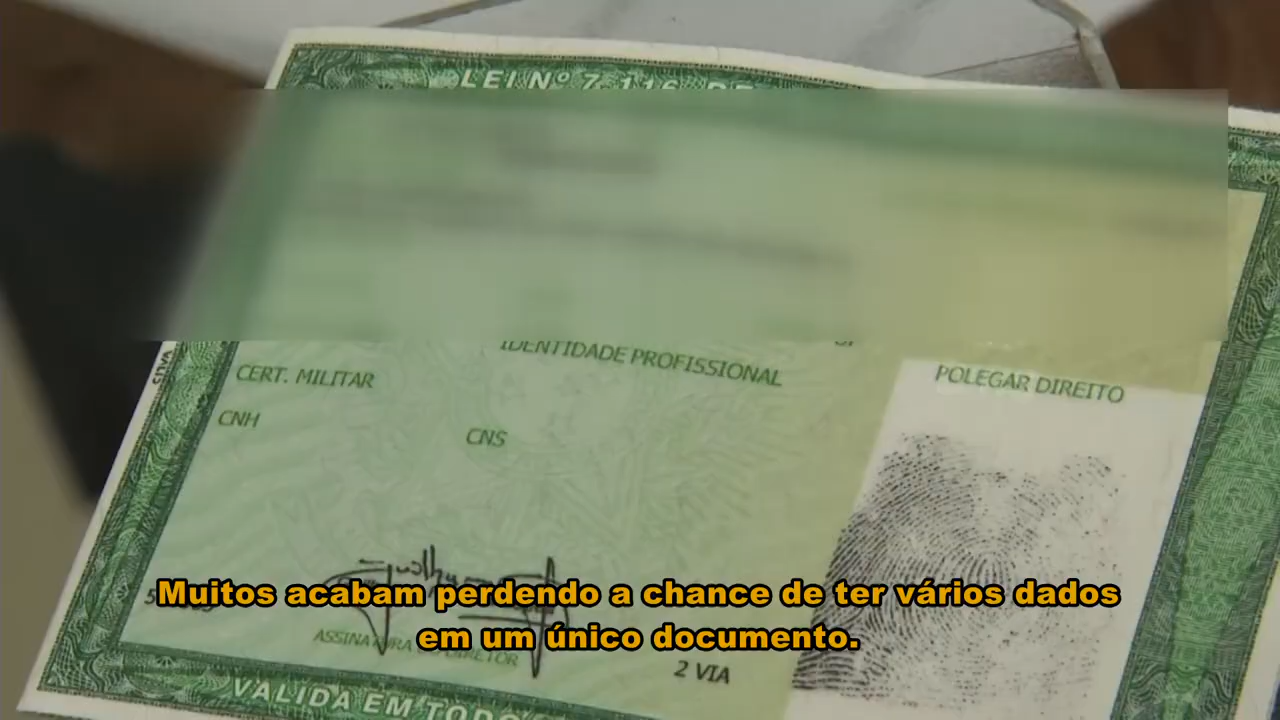 LEI Nº 7.116 DE
IDENTIDADE PROFISSIONAL
CERT. MILITAR
POLEGAR DIREITO
CNH
CNS
Muitos acabam perdendo a chance de ter vários dados
em um único documento.
ASSINATURA DO DIRETOR
2 VIA
VALIDA EM TODO